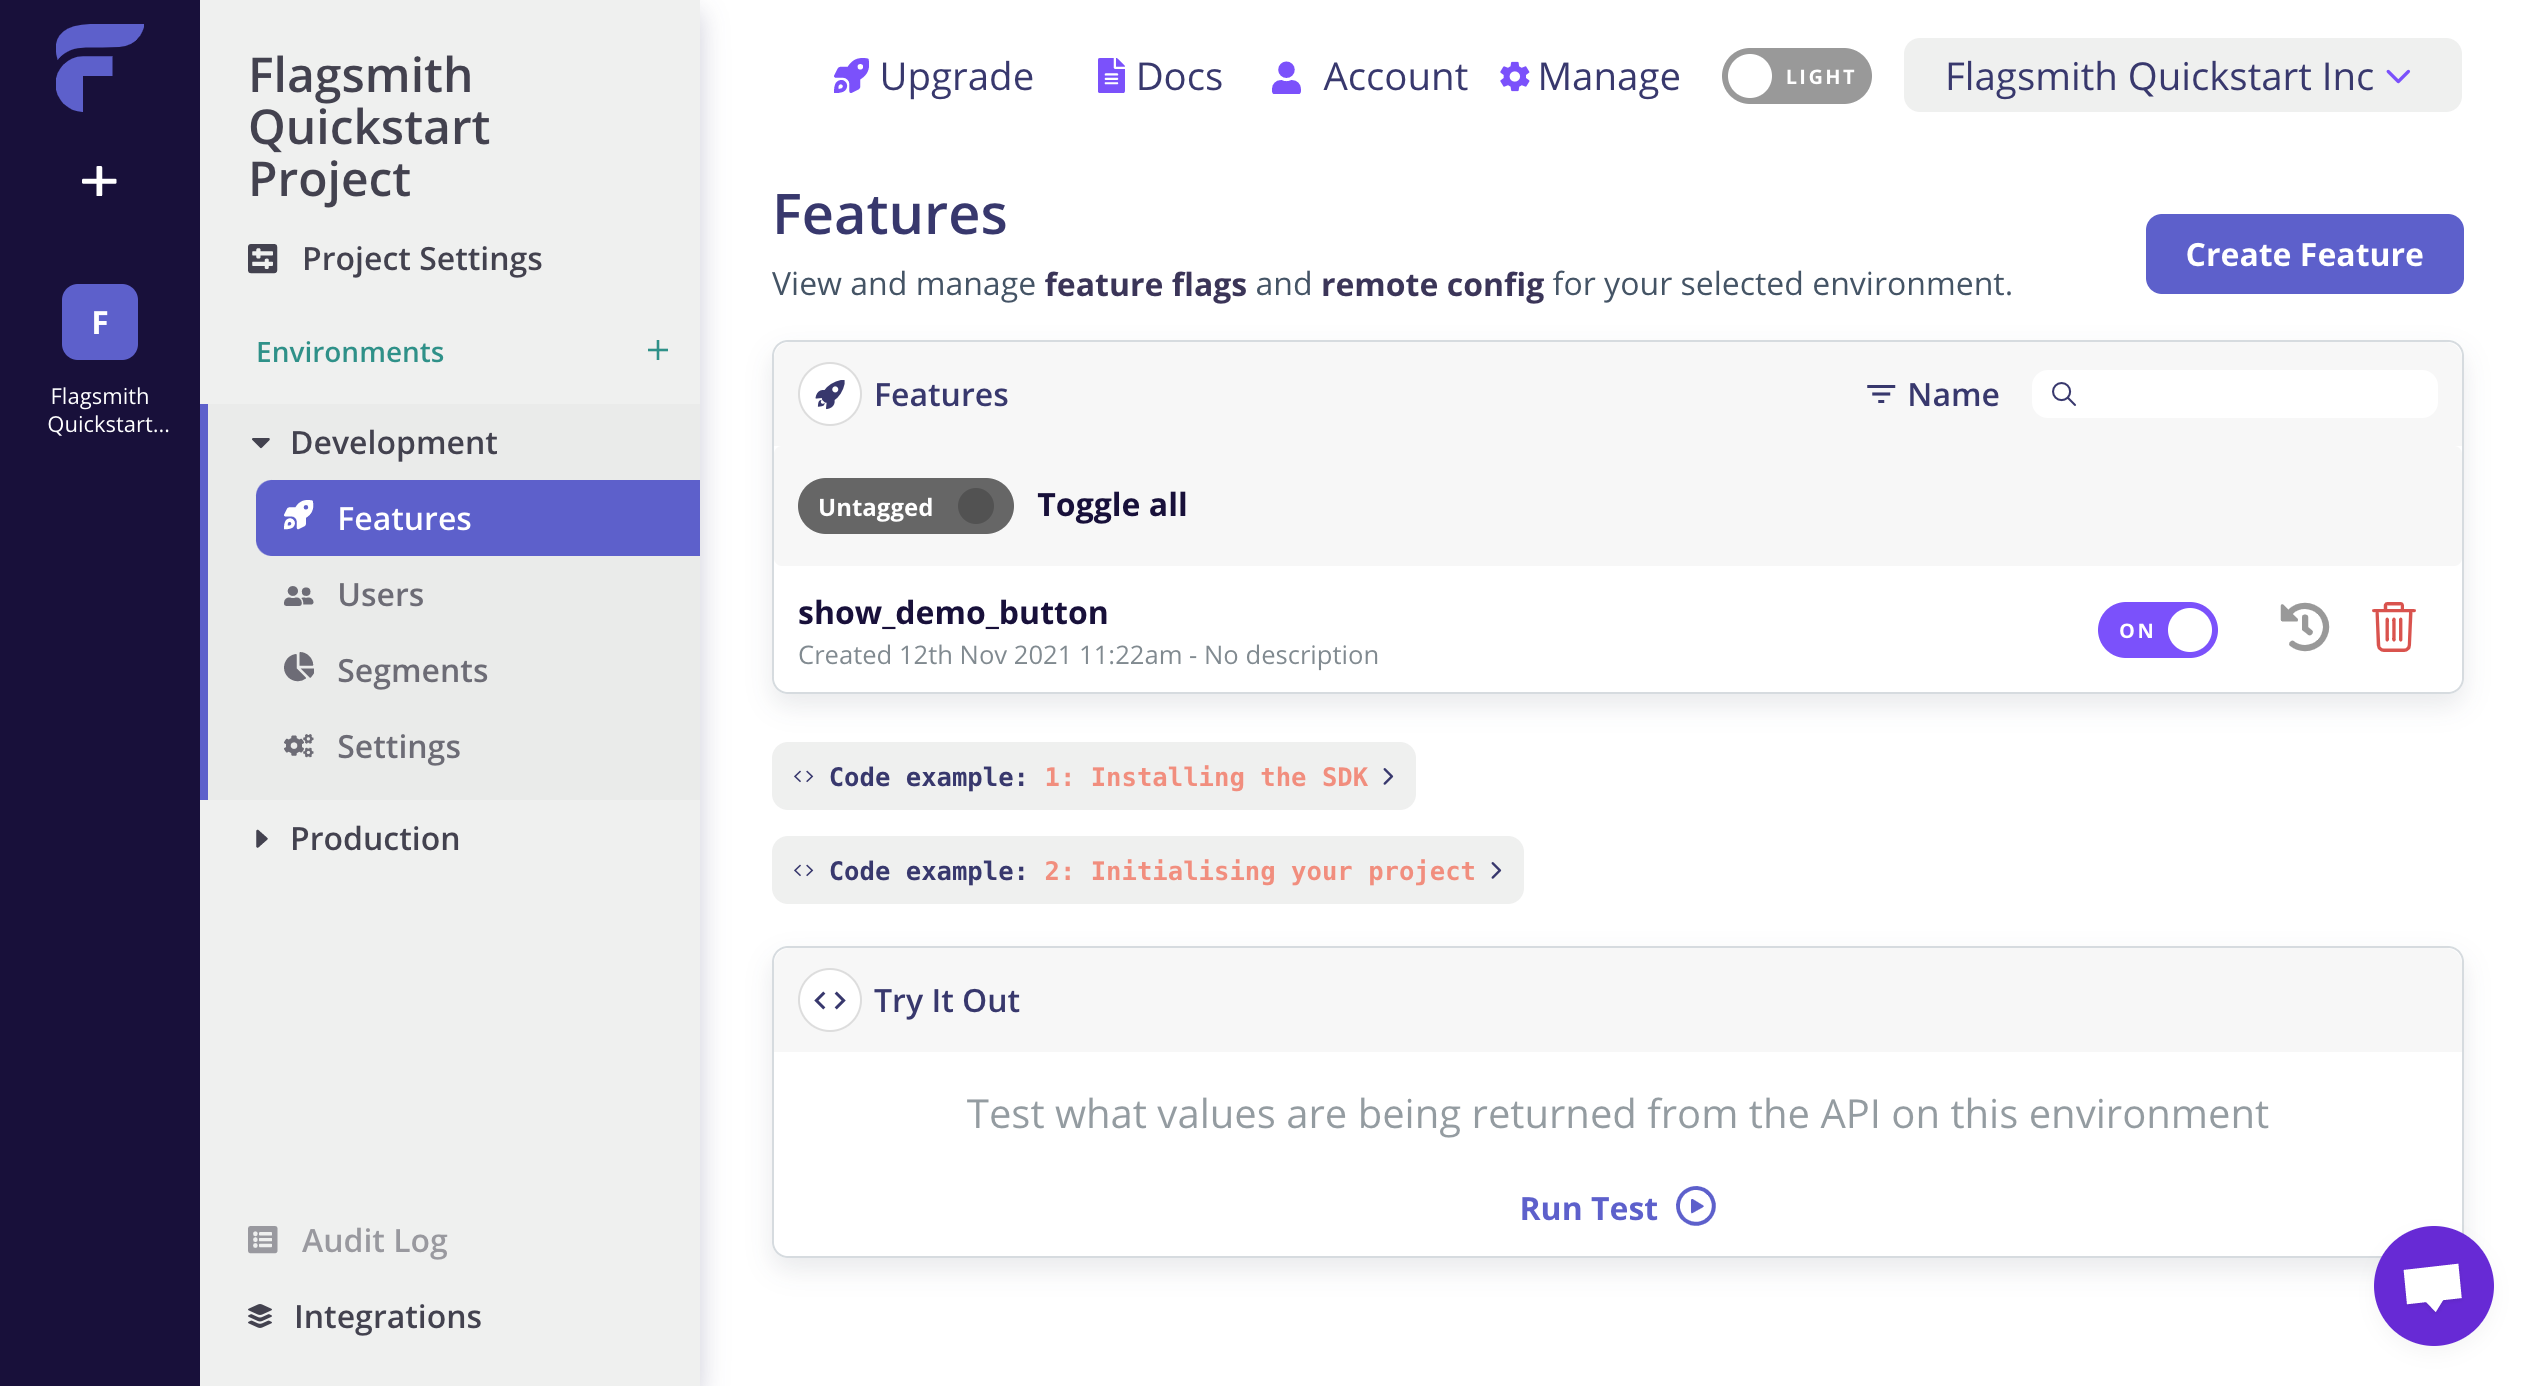 Flagsmith
Quickstart
Project
Upgrade
Docs
Account
Manage
LIGHT
Flagsmith Quickstart Inc
F
Flagsmith
Quickstart...
Project Settings
Environments
Development
Features
Users
Segments
Settings
Production
Audit Log
Integrations
Features
View and manage feature flags and remote config for your selected environment.
Create Feature
Features
Name
Untagged
Toggle all
show_demo_button
Created 12th Nov 2021 11:22am - No description
ON
<> Code example: 1: Installing the SDK
<> Code example: 2: Initialising your project
Try It Out
Test what values are being returned from the API on this environment
Run Test